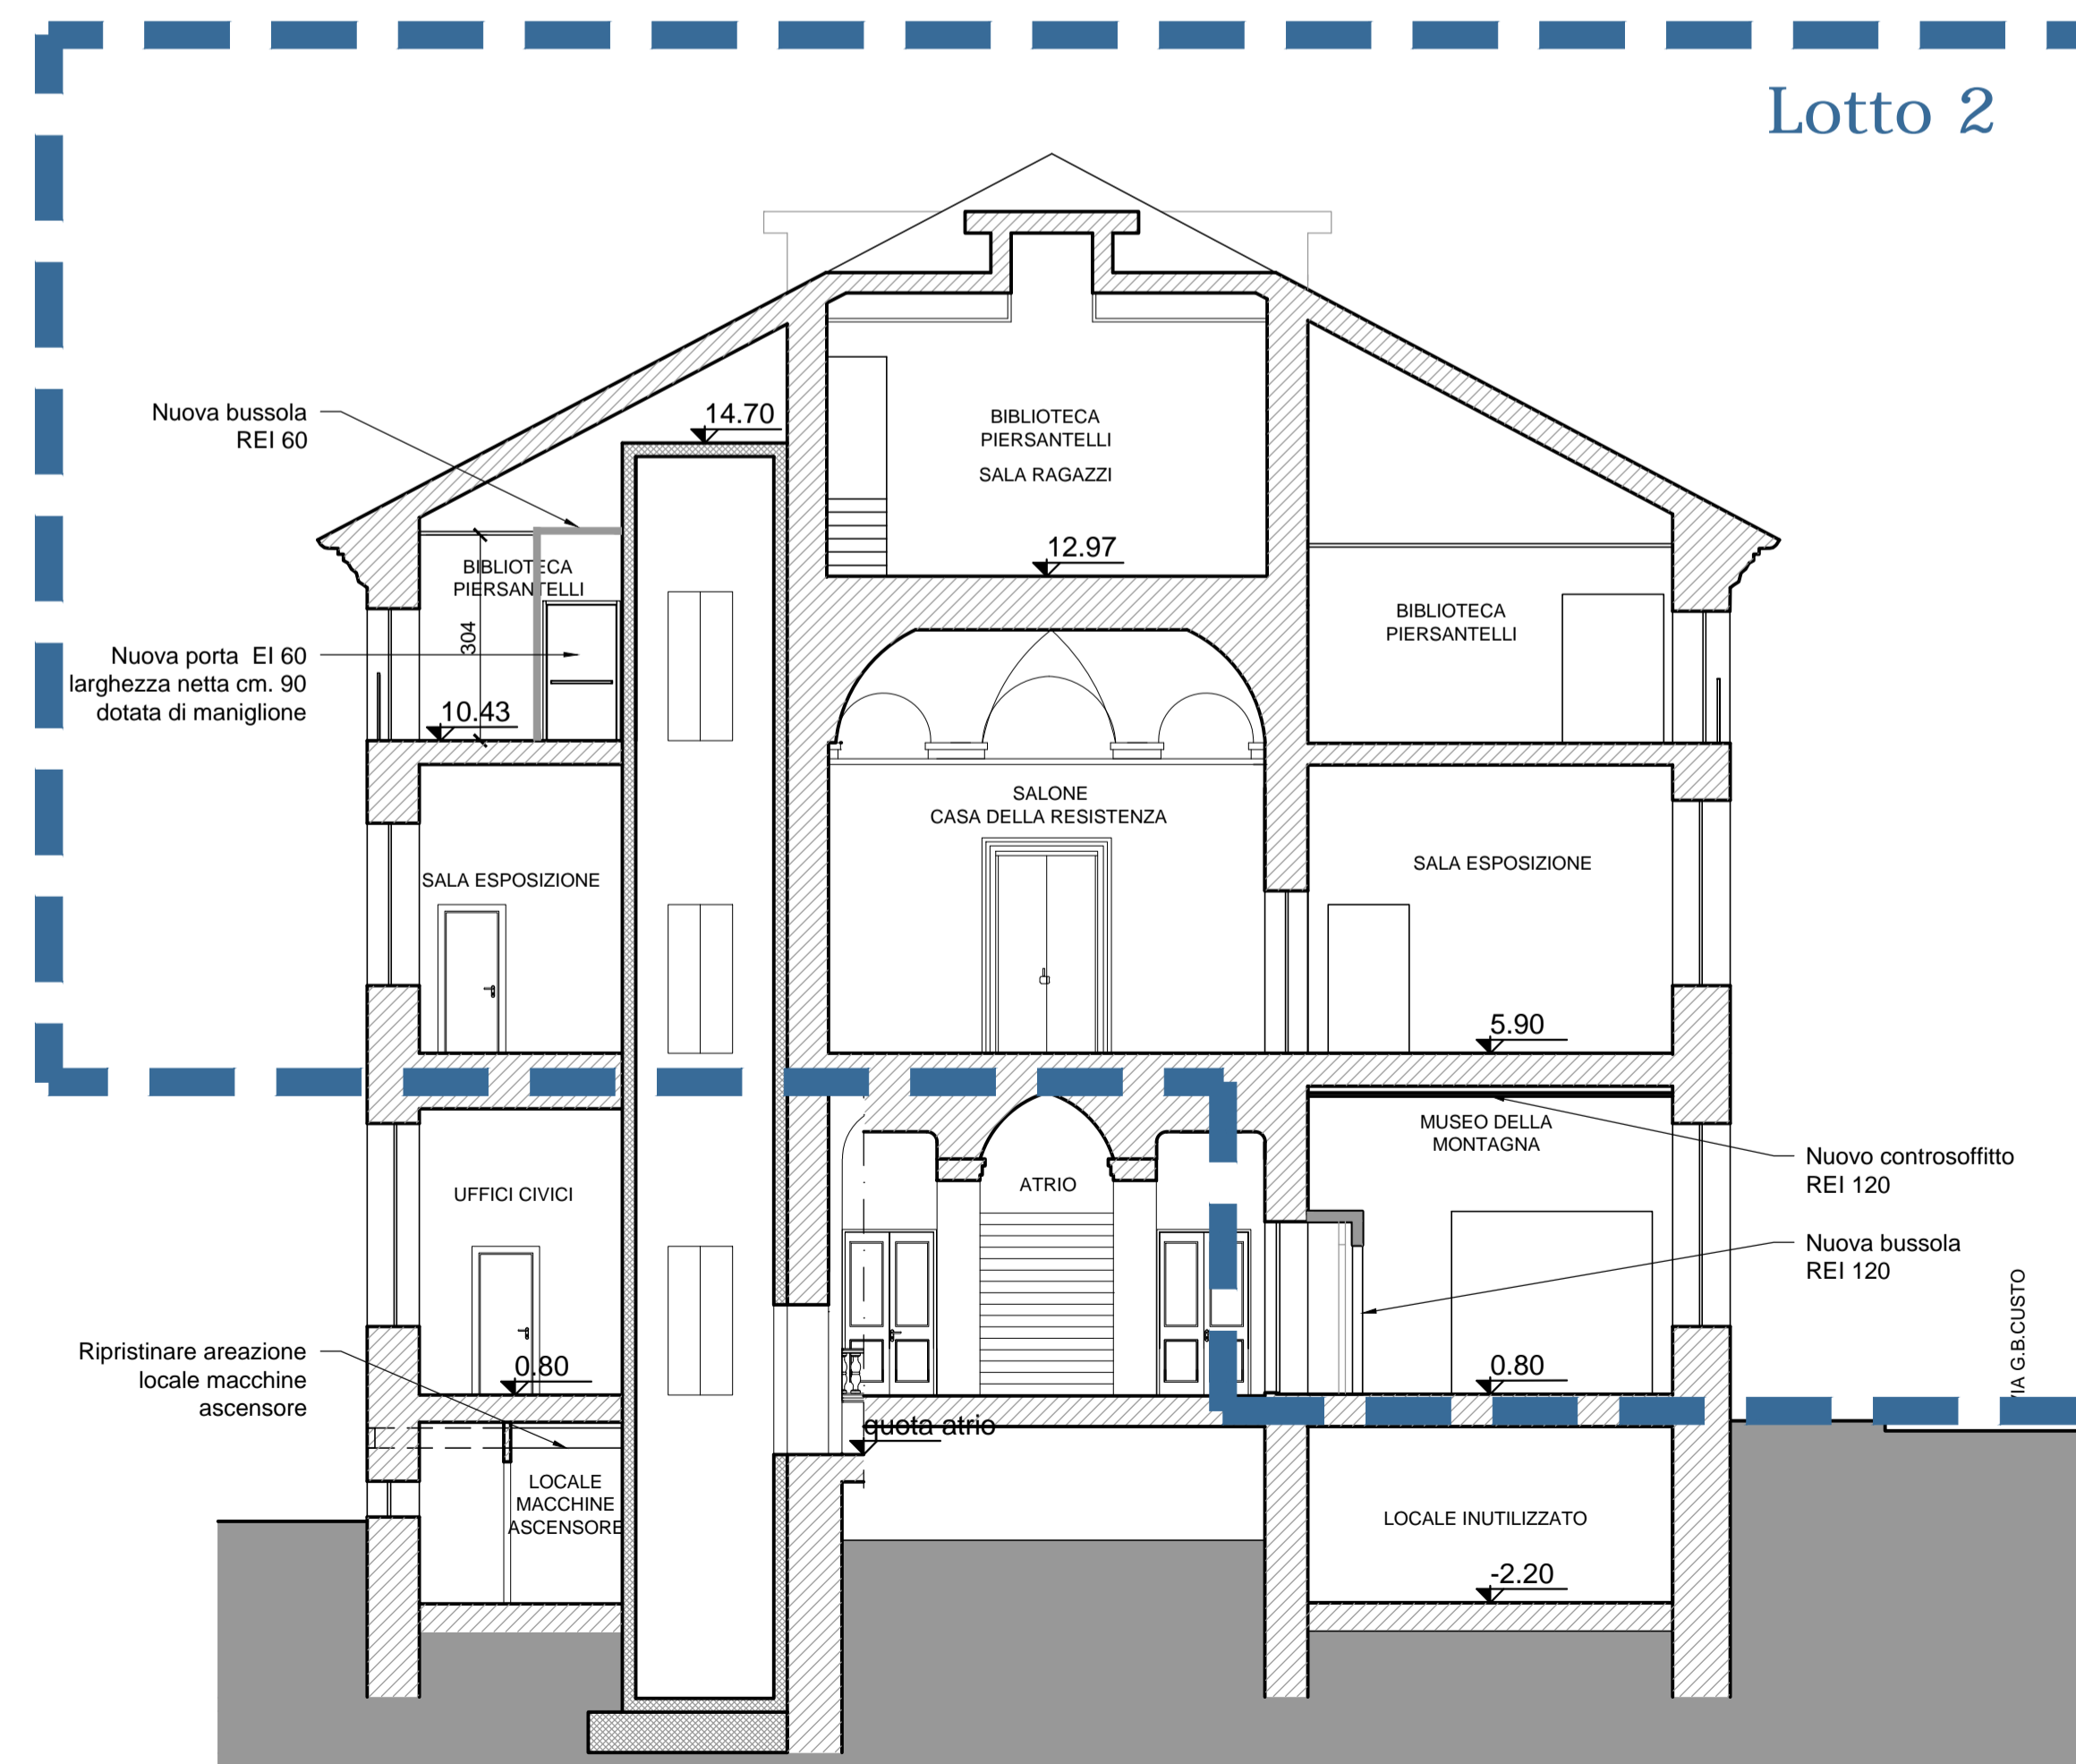 Lotto 2
Nuova bussola
REI 60
14.70
BIBLIOTECA
PIERSANTELLI
SALA RAGAZZI
12.97
BIBLIOTECA
PIERSANTELLI
304
BIBLIOTECA
PIERSANTELLI
Nuova porta EI 60
larghezza netta cm. 90
dotata di maniglione
10.43
SALONE
CASA DELLA RESISTENZA
SALA ESPOSIZIONE
SALA ESPOSIZIONE
5.90
MUSEO DELLA
MONTAGNA
Nuovo controsoffitto
REI 120
UFFICI CIVICI
ATRIO
Nuova bussola
REI 120
VIA G.B.CUSTO
Ripristinare areazione
locale macchine
ascensore
0.80
0.80
quota atrio
LOCALE
MACCHINE
ASCENSORE
LOCALE INUTILIZZATO
-2.20